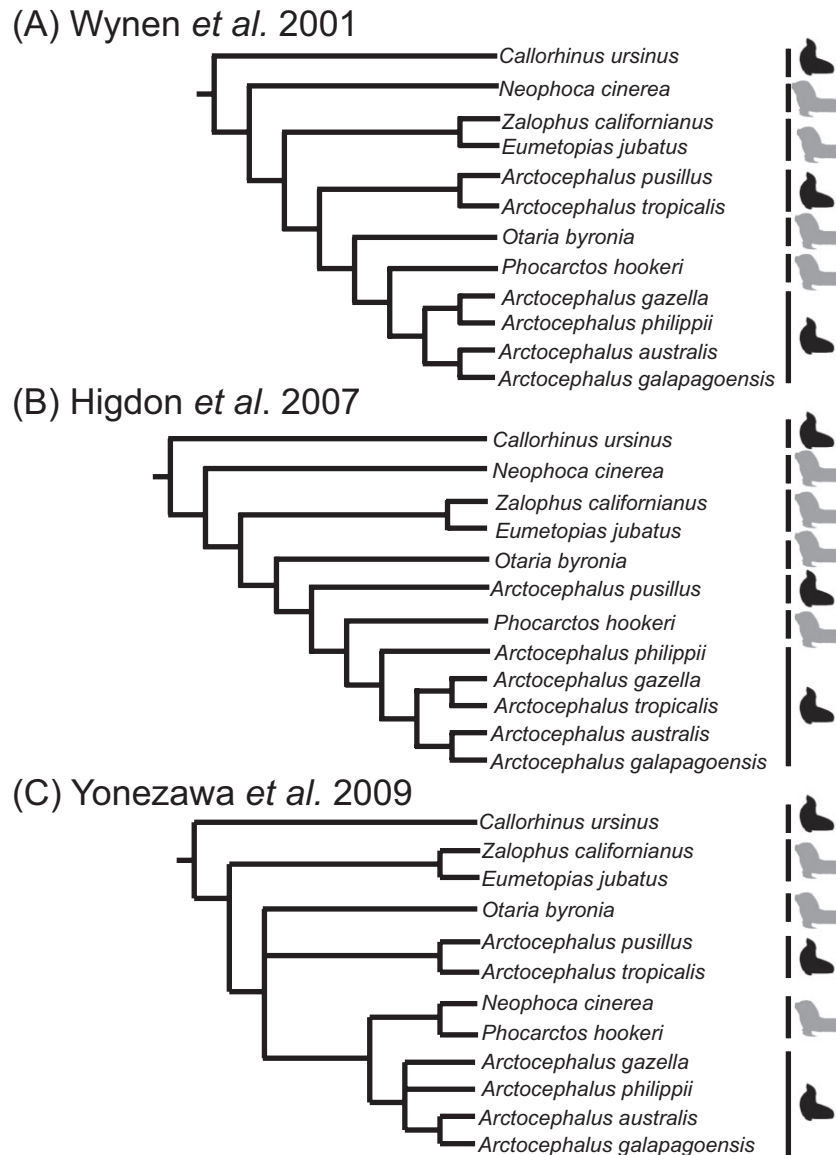 (A) Wynen et al. 2001
Callorhinus ursinus
Neophoca cinerea
Zalophus californianus
Eumetopias jubatus
Arctocephalus pusillus
Arctocephalus tropicalis
Otaria byronia
Phocarctos hookeri
Arctocephalus gazella
Arctocephalus philippii
Arctocephalus australis
Arctocephalus galapagoensis
(B) Higdon et al. 2007
Callorhinus ursinus
Neophoca cinerea
Zalophus californianus
Eumetopias jubatus
Otaria byronia
Arctocephalus pusillus
Phocarctos hookeri
Arctocephalus philippii
Arctocephalus gazella
Arctocephalus tropicalis
Arctocephalus australis
Arctocephalus galapagoensis
(C) Yonezawa et al. 2009
Callorhinus ursinus
Zalophus californianus
Eumetopias jubatus
Otaria byronia
Arctocephalus pusillus
Arctocephalus tropicalis
Neophoca cinerea
Phocarctos hookeri
Arctocephalus gazella
Arctocephalus philippii
Arctocephalus australis
Arctocephalus galapagoensis